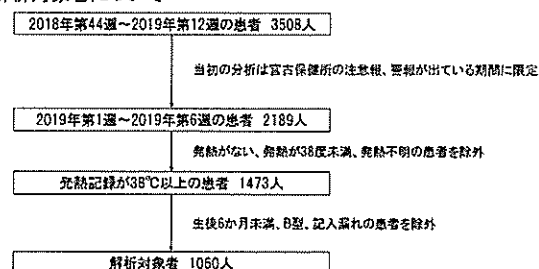 2018年第44週～2019年第12週の患者 3508人
当初の分析は宮古保健所の注意報、警報が出ている期間に限定
2019年第1週～2019年第6週の患者 2189人
発熱がない、発熱が38度未満、発熱不明の患者を除外
発熱記録が38℃以上の患者 1473人
生後6か月未満、B型、記入漏れの患者を除外
解析対象者 1060人